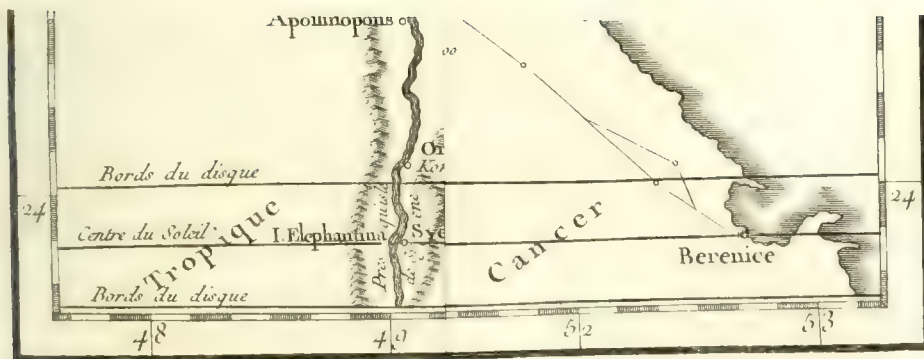 Apollinopolis
Bords du disque
24
24
Centre du Soleil
I. Elephantina
Tropique
Cancer
Berenice
Bords du disque
48
49
52
53